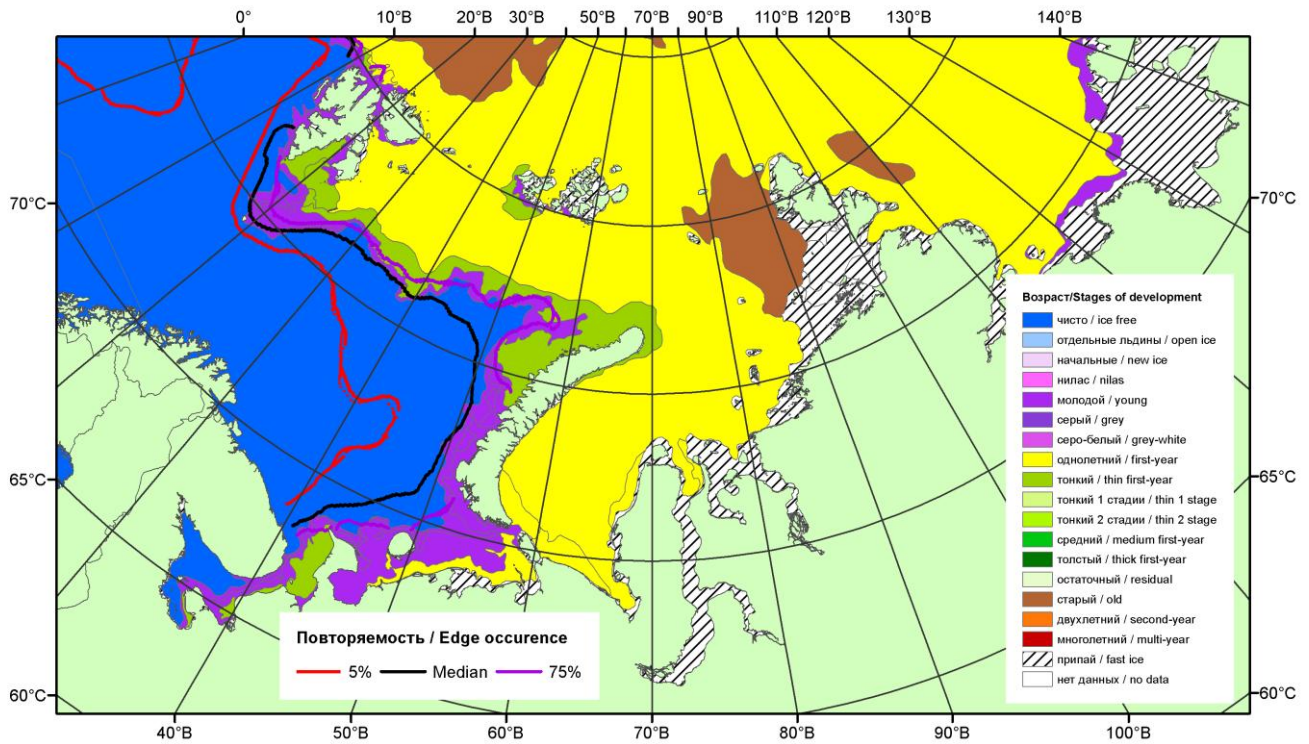 0° 10°В 20°В 30°В 50°В 70°В 90°В 110°В 120°В 130°В 140°В
70°С 70°С
65°С 65°С
60°С 60°С
Возраст/Stages of development
чисто / ice free
отдельные льдины / open ice
начальные / new ice
нилас / nilas
молодой / young
серый / grey
серо-белый / grey-white
однолетний / first-year
тонкий / thin first-year
тонкий 1 стадии / thin 1 stage
тонкий 2 стадии / thin 2 stage
средний / medium first-year
толстый / thick first-year
остаточный / residual
старый / old
двухлетний / second-year
многолетний / multi-year
припай / fast ice
нет данных / no data
Повторяемость / Edge occurence
5% Median 75%
40°В 50°В 60°В 70°В 80°В 90°В 100°В